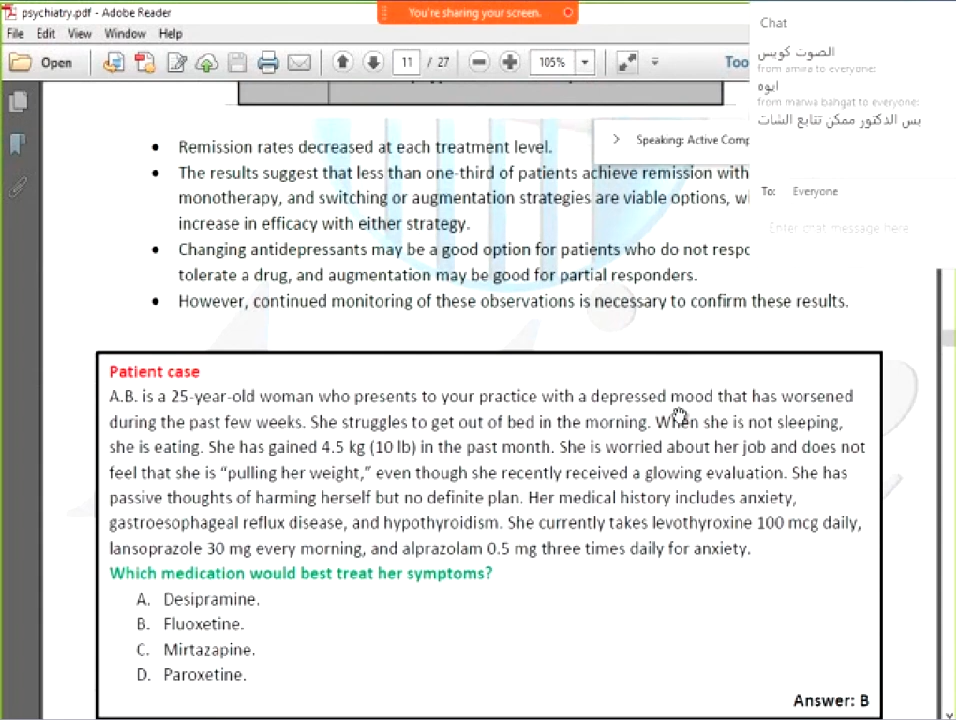 psychiatry.pdf - Adobe Reader
You're sharing your screen.
File Edit View Window Help
Open 11 / 27 105% Too
Chat
الصوت كويس
from amira to everyone:
ايوه
from marwa bahgat to everyone:
بس الدكتور ممكن تتابع الشات
Speaking: Active Comp
To: Everyone
Enter chat message here
• Remission rates decreased at each treatment level.
• The results suggest that less than one-third of patients achieve remission with
monotherapy, and switching or augmentation strategies are viable options, wi
increase in efficacy with either strategy.
• Changing antidepressants may be a good option for patients who do not respo
tolerate a drug, and augmentation may be good for partial responders.
• However, continued monitoring of these observations is necessary to confirm these results.
Patient case
A.B. is a 25-year-old woman who presents to your practice with a depressed mood that has worsened
during the past few weeks. She struggles to get out of bed in the morning. When she is not sleeping,
she is eating. She has gained 4.5 kg (10 lb) in the past month. She is worried about her job and does not
feel that she is “pulling her weight,” even though she recently received a glowing evaluation. She has
passive thoughts of harming herself but no definite plan. Her medical history includes anxiety,
gastroesophageal reflux disease, and hypothyroidism. She currently takes levothyroxine 100 mcg daily,
lansoprazole 30 mg every morning, and alprazolam 0.5 mg three times daily for anxiety.
Which medication would best treat her symptoms?
A. Desipramine.
B. Fluoxetine.
C. Mirtazapine.
D. Paroxetine.
Answer: B